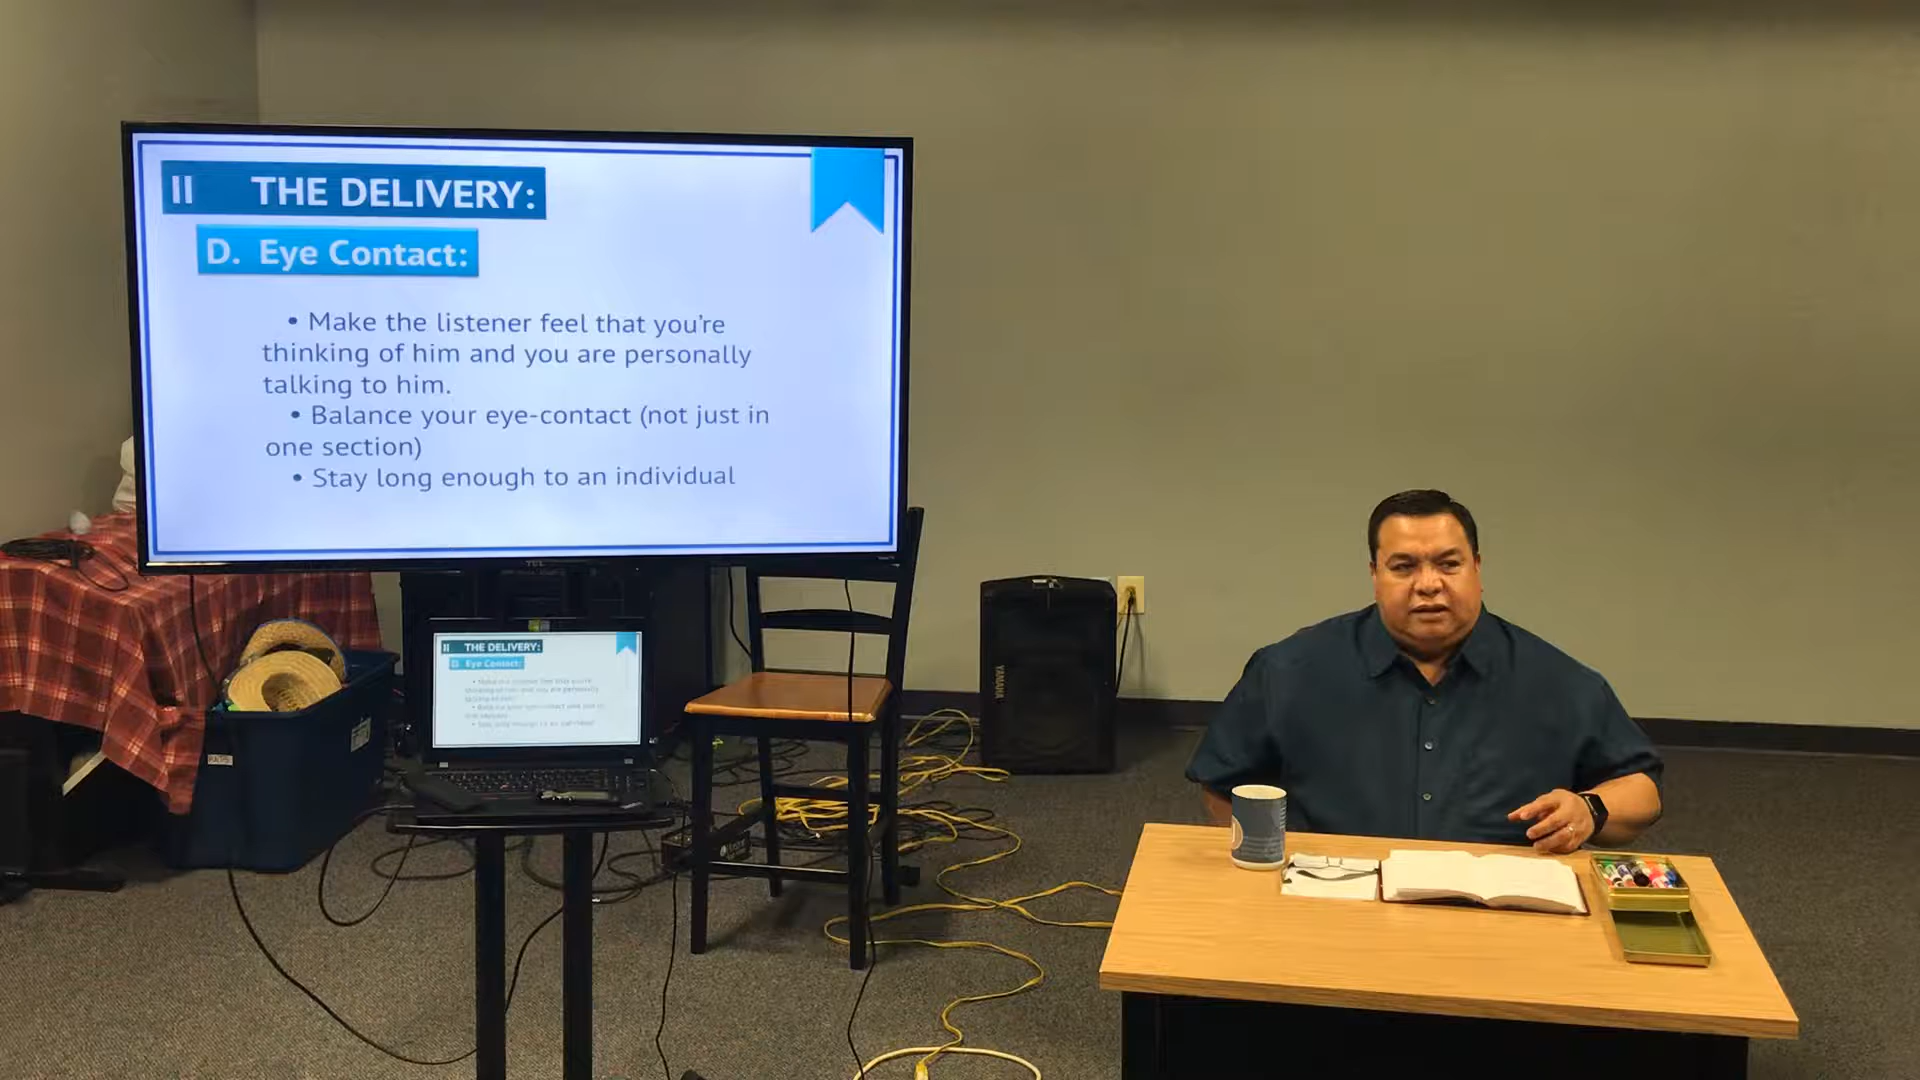 II THE DELIVERY:
D. Eye Contact:
• Make the listener feel that you’re
thinking of him and you are personally
talking to him.
• Balance your eye-contact (not just in
one section)
• Stay long enough to an individual
TCL
II THE DELIVERY:
D. Eye Contact:
YAMAHA
HATS